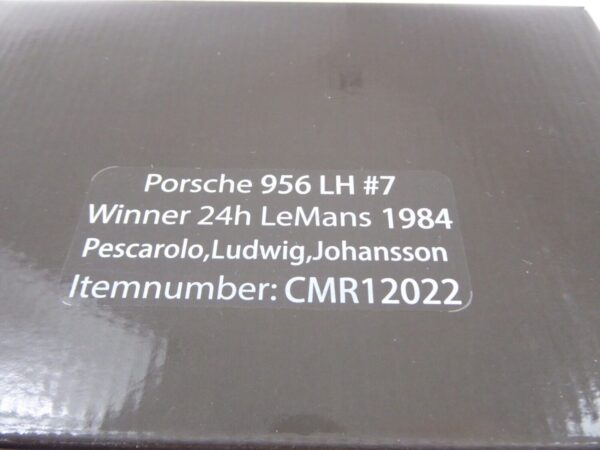 Porsche 956 LH #7
Winner 24h LeMans 1984
Pescarolo,Ludwig,Johansson
Itemnumber: CMR12022